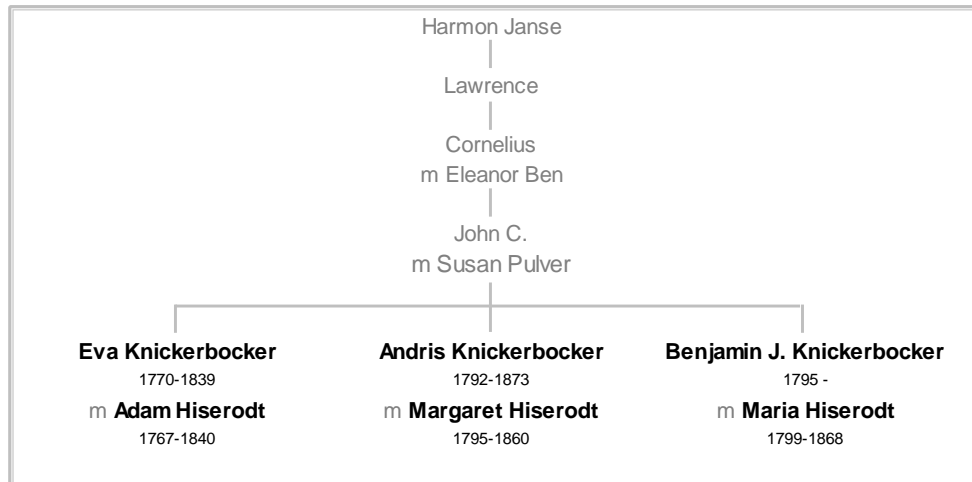 Harmon Janse
Lawrence
Cornelius
m Eleanor Ben
John C.
m Susan Pulver
Eva Knickerbocker
1770-1839
m Adam Hiserodt
1767-1840
Andris Knickerbocker
1792-1873
m Margaret Hiserodt
1795-1860
Benjamin J. Knickerbocker
1795 -
m Maria Hiserodt
1799-1868